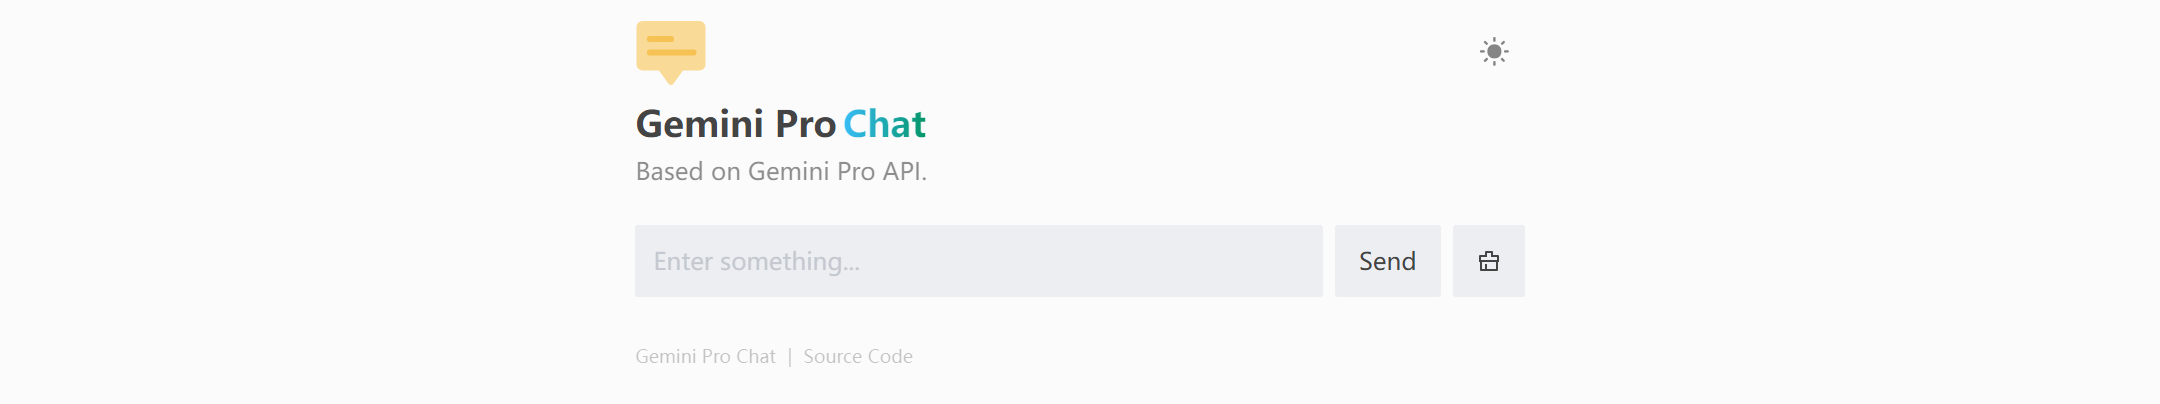 Gemini Pro Chat
Based on Gemini Pro API.
Enter something...
Send
Gemini Pro Chat | Source Code